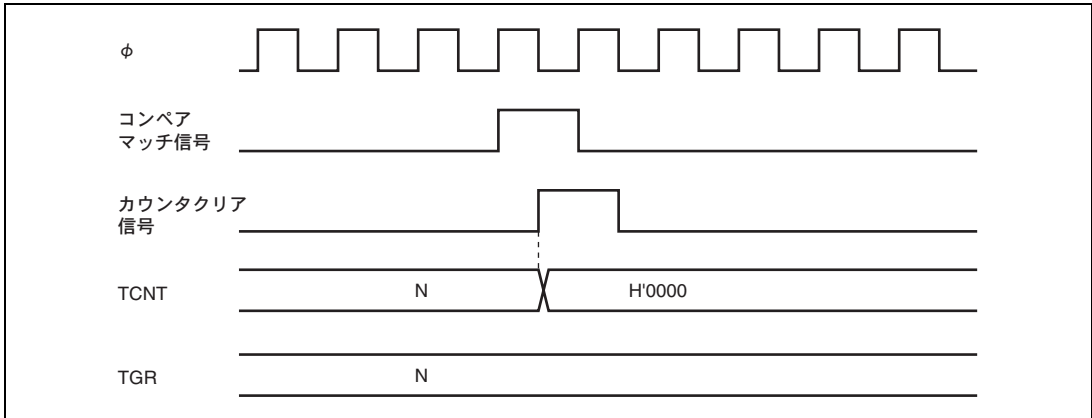 φ
コンペア
マッチ信号
カウンタクリア
信号
TCNT N H'0000
TGR N